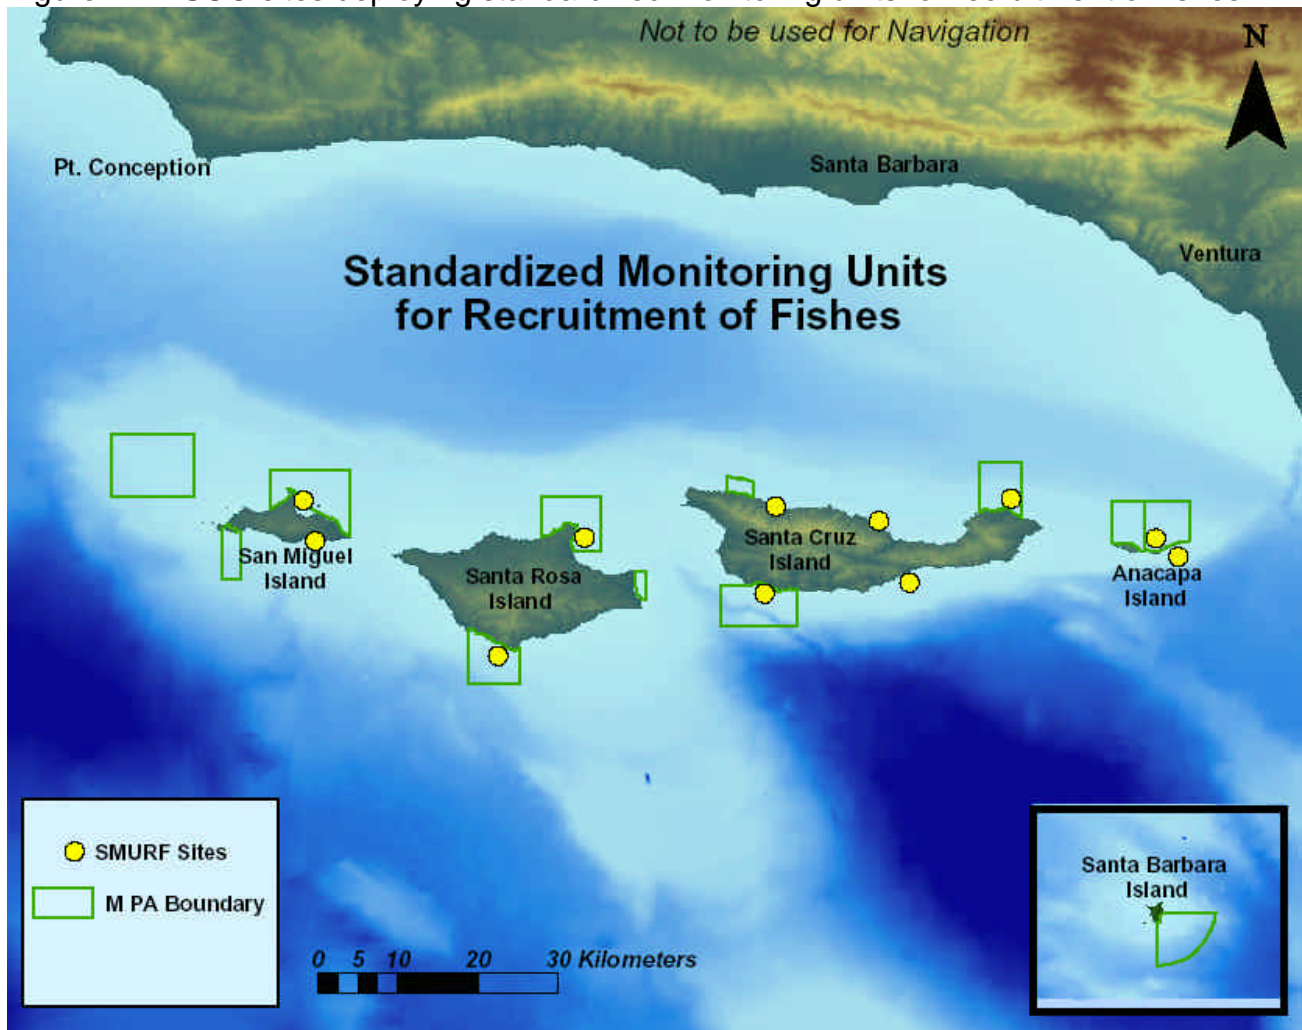 Not to be used for Navigation
N
Pt. Conception
Santa Barbara
Ventura
Standardized Monitoring Units
for Recruitment of Fishes
San Miguel
Island
Santa Rosa
Island
Santa Cruz
Island
Anacapa
Island
SMURF Sites
M PA Boundary
0 5 10 20 30 Kilometers
Santa Barbara
Island